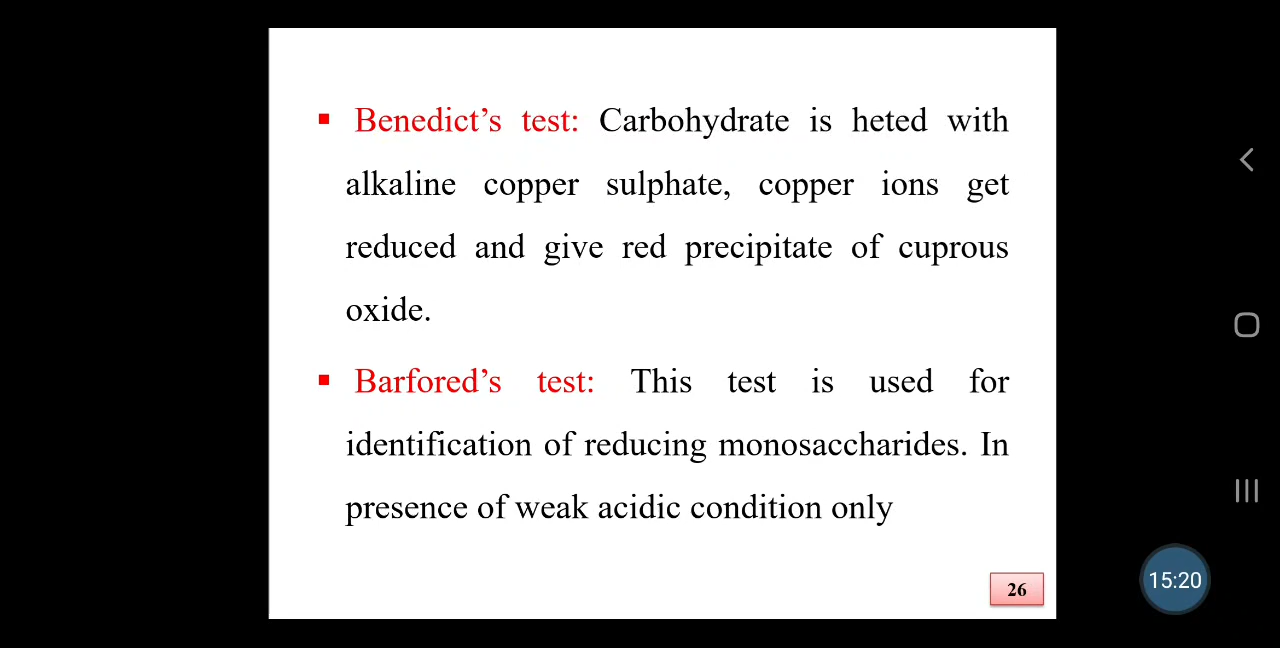 ▪ Benedict's test: Carbohydrate is heted with
alkaline copper sulphate, copper ions get
reduced and give red precipitate of cuprous
oxide.
▪ Barfored's test: This test is used for
identification of reducing monosaccharides. In
presence of weak acidic condition only
26
15:20